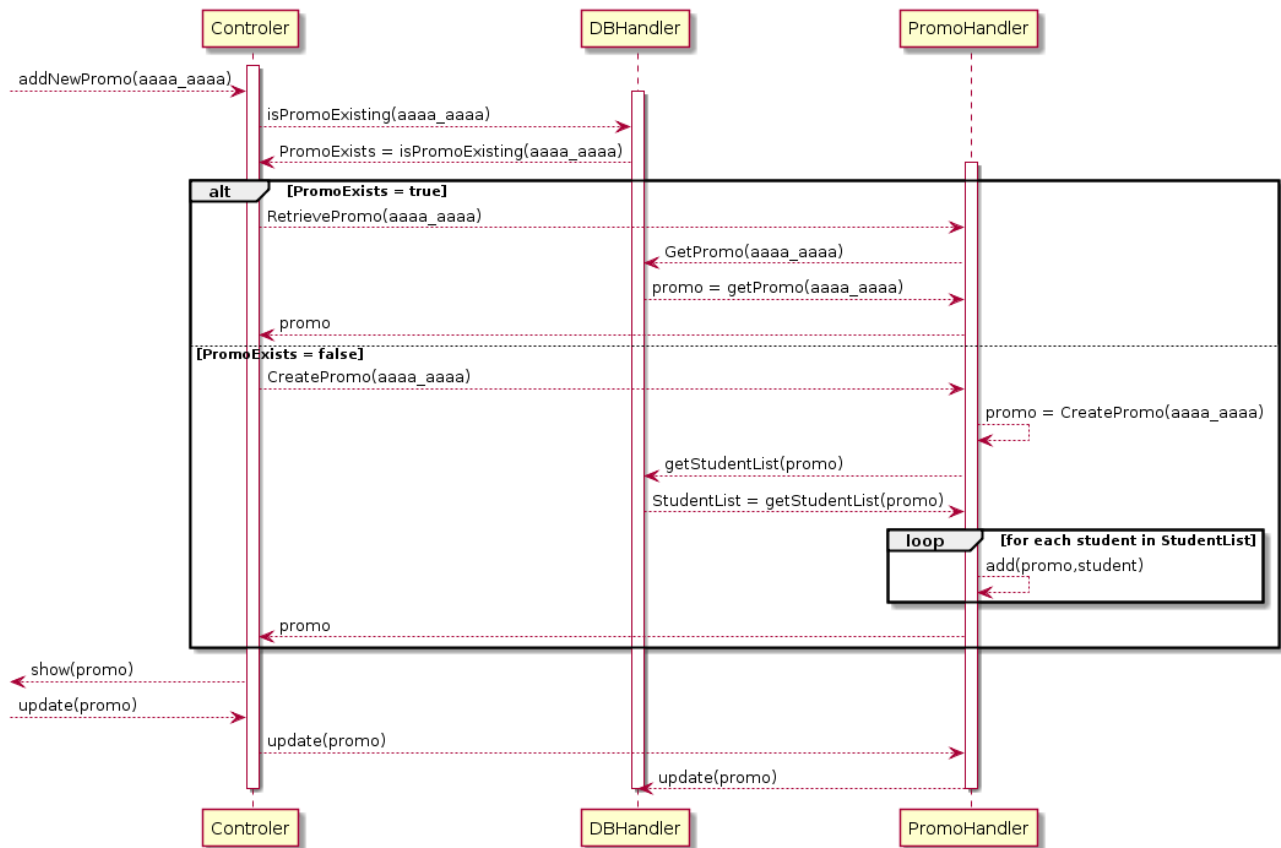 Controler DBHandler PromoHandler
addNewPromo(aaaa_aaaa)
isPromoExisting(aaaa_aaaa)
PromoExists = isPromoExisting(aaaa_aaaa)
alt [PromoExists = true]
RetrievePromo(aaaa_aaaa)
GetPromo(aaaa_aaaa)
promo = getPromo(aaaa_aaaa)
promo
[PromoExists = false]
CreatePromo(aaaa_aaaa)
promo = CreatePromo(aaaa_aaaa)
getStudentList(promo)
StudentList = getStudentList(promo)
loop [for each student in StudentList]
add(promo,student)
promo
show(promo)
update(promo)
update(promo)
update(promo)
Controler DBHandler PromoHandler